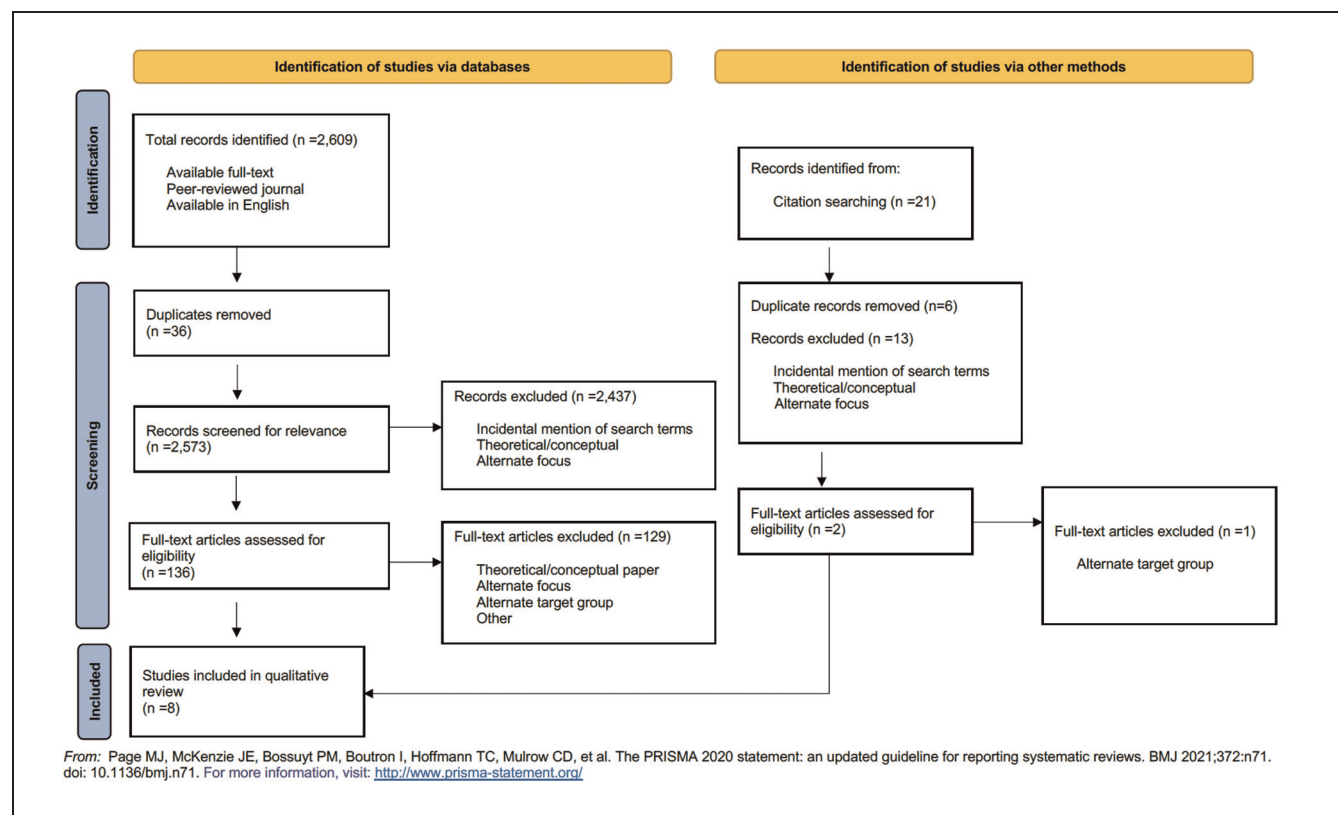 Identification of studies via databases
Identification of studies via other methods
Identification
Total records identified (n =2,609)
Available full-text
Peer-reviewed journal
Available in English
Records identified from:
Citation searching (n =21)
Screening
Duplicates removed
(n =36)
Duplicate records removed (n=6)
Records excluded (n =13)
Incidental mention of search terms
Theoretical/conceptual
Alternate focus
Records screened for relevance
(n =2,573)
Records excluded (n =2,437)
Incidental mention of search terms
Theoretical/conceptual
Alternate focus
Full-text articles assessed for
eligibility
(n =136)
Full-text articles excluded (n =129)
Theoretical/conceptual paper
Alternate focus
Alternate target group
Other
Full-text articles assessed for
eligibility (n =2)
Full-text articles excluded (n =1)
Alternate target group
Included
Studies included in qualitative
review
(n =8)
From: Page MJ, McKenzie JE, Bossuyt PM, Boutron I, Hoffmann TC, Mulrow CD, et al. The PRISMA 2020 statement: an updated guideline for reporting systematic reviews. BMJ 2021;372:n71.
doi: 10.1136/bmj.n71. For more information, visit: http://www.prisma-statement.org/